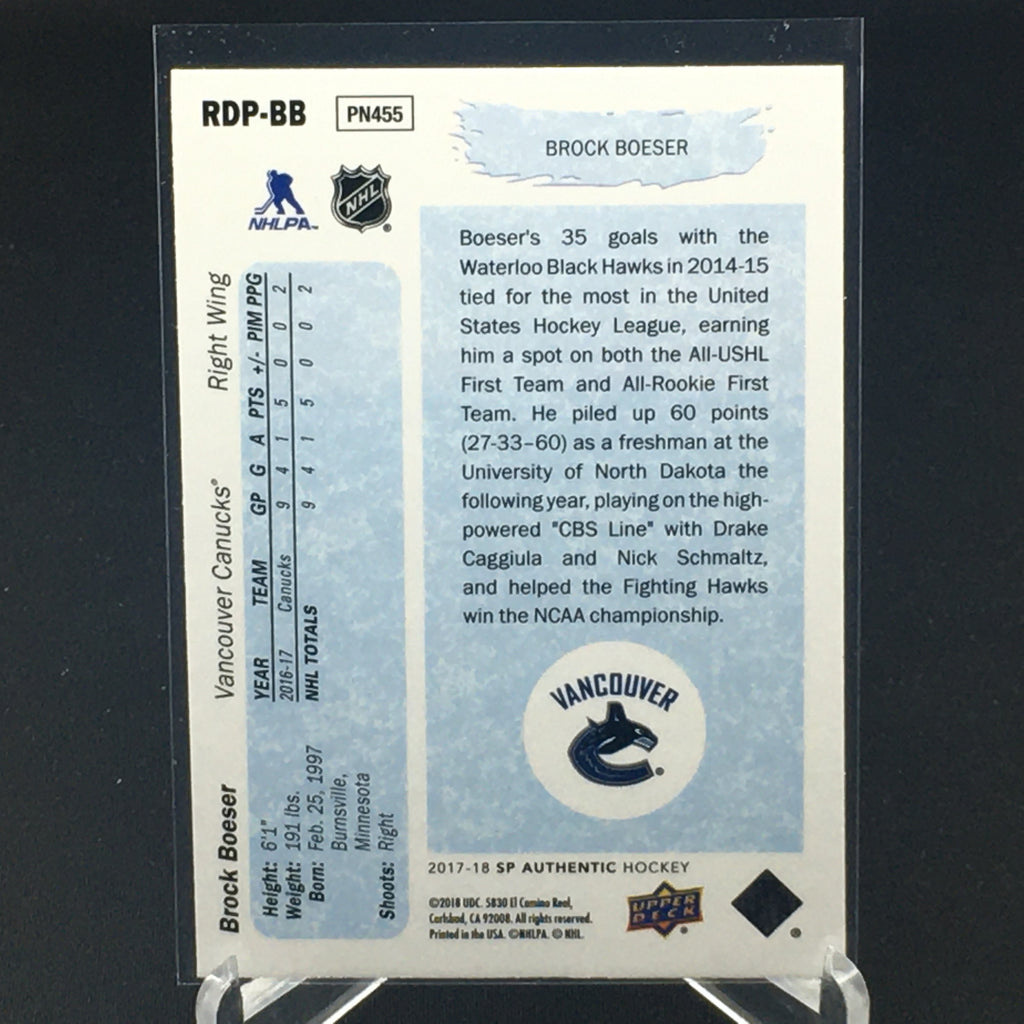 RDP-BB PN455
BROCK BOESER
NHLPA™
NHL®
Boeser's 35 goals with the
Waterloo Black Hawks in 2014-15
tied for the most in the United
States Hockey League, earning
him a spot on both the All-USHL
First Team and All-Rookie First
Team. He piled up 60 points
(27-33–60) as a freshman at the
University of North Dakota the
following year, playing on the high-
powered "CBS Line" with Drake
Caggiula and Nick Schmaltz,
and helped the Fighting Hawks
win the NCAA championship.
VANCOUVER
Brock Boeser Vancouver Canucks® Right Wing
Height: 6'1"
Weight: 191 lbs.
Born: Feb. 25, 1997
Burnsville,
Minnesota
Shoots: Right
YEAR TEAM GP G A PTS +/- PIM PPG
2016-17 Canucks 9 4 1 5 0 0 2
NHL TOTALS 9 4 1 5 0 0 2
2017-18 SP AUTHENTIC HOCKEY
©2018 UDC. 5830 El Camino Real,
Carlsbad, CA 92008. All rights reserved.
Printed in the USA. ©NHLPA. © NHL.
UPPER
DECK